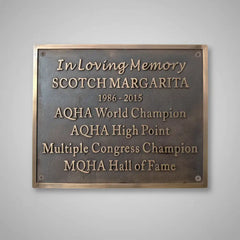 In Loving Memory
SCOTCH MARGARITA
1986 - 2015
AQHA World Champion
AQHA High Point
Multiple Congress Champion
MQHA Hall of Fame